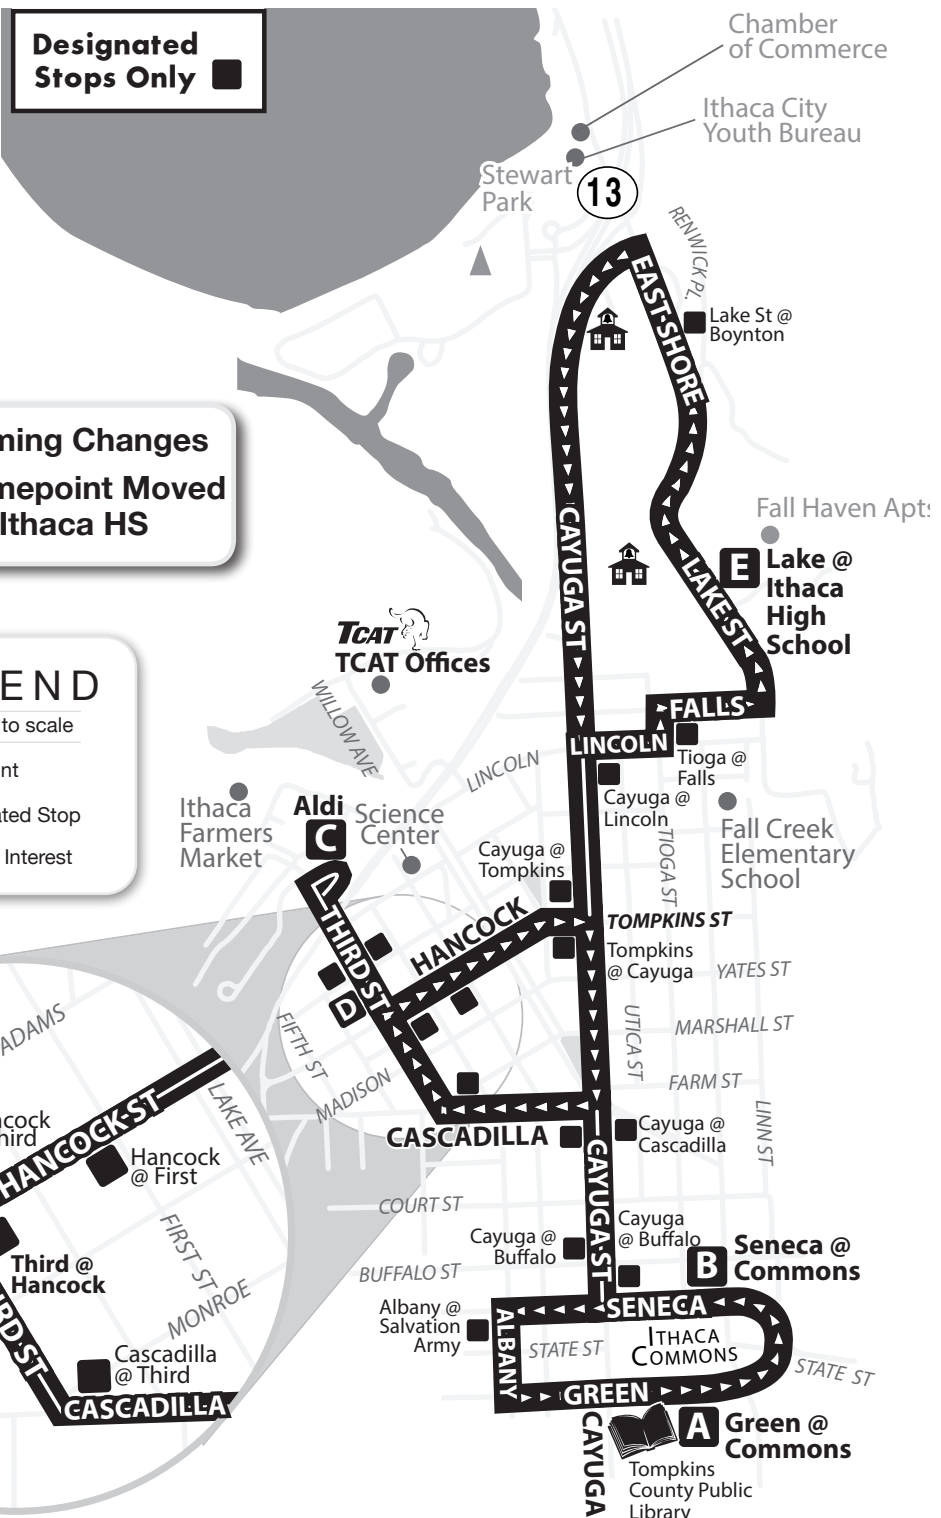 Designated
Stops Only
Chamber
of Commerce
Ithaca City
Youth Bureau
Stewart
Park
13
RENWICK PL.
EAST SHORE
Lake St @
Boynton
ming Changes
mepoint Moved
Ithaca HS
CAYUGA ST
Fall Haven Apts
E
Lake @
Ithaca
High
School
LAKE ST
TCAT
TCAT Offices
END
to scale
nt
ated Stop
Interest
WILLOW AVE
FALLS
LINCOLN
LINCOLN
Tioga @
Falls
Cayuga @
Lincoln
Ithaca
Farmers
Market
Aldi
C
Science
Center
TIOGA ST
Fall Creek
Elementary
School
Cayuga @
Tompkins
THIRD ST
HANCOCK
TOMPKINS ST
Tompkins
@ Cayuga
YATES ST
D
ADAMS
FIFTH ST
MADISON
UTICA ST
MARSHALL ST
FARM ST
LINN ST
HANCOCK ST
LAKE AVE
ncock
hird
Hancock
@ First
CASCADILLA
Cayuga @
Cascadilla
CAYUGA ST
COURT ST
FIRST ST
MONROE
Third @
Hancock
RD ST
Cayuga @
Buffalo
Cayuga
@ Buffalo
BUFFALO ST
B
Seneca @
Commons
Albany @
Salvation
Army
ALBANY
SENECA
STATE ST
ITHACA
COMMONS
STATE ST
Cascadilla
@ Third
CASCADILLA
GREEN
CAYUGA
A
Green @
Commons
Tompkins
County Public
Library